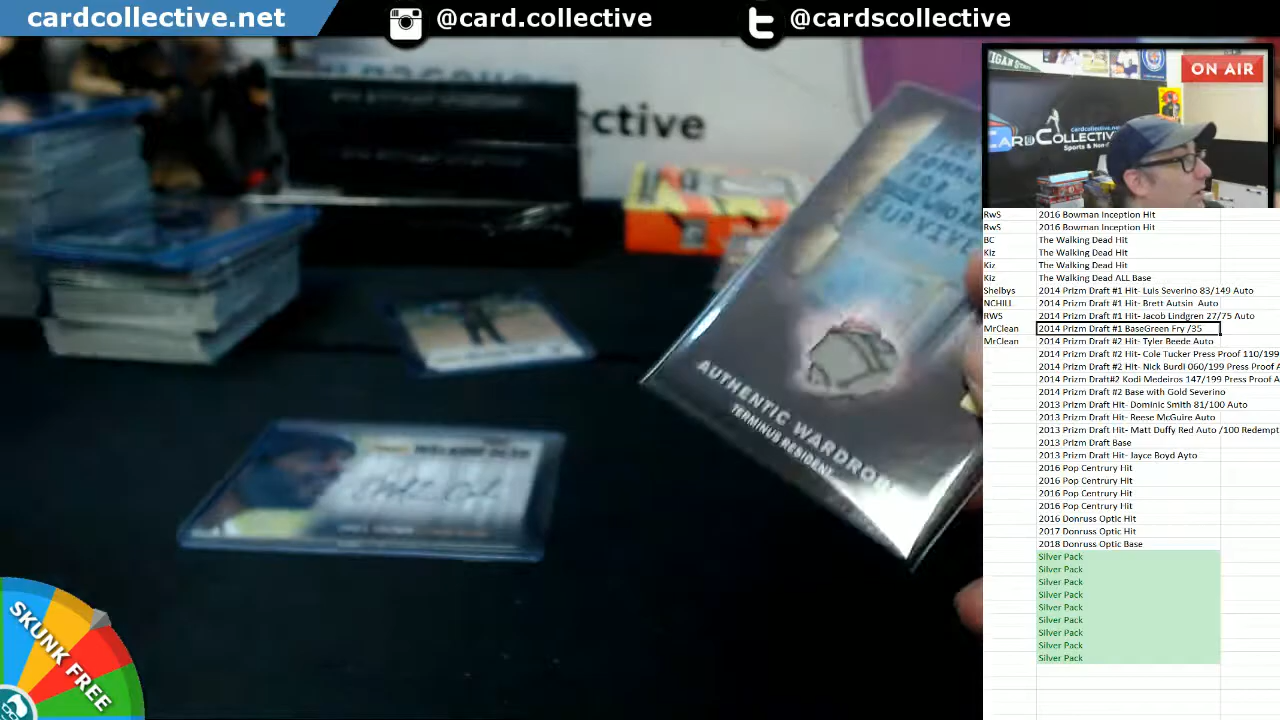 cardcollective.net
@card.collective
@cardscollective
IGAN STAT
ON AIR
cardcollective.net
CARDCOLLECTIVE
Sports & Non
ctive
SURVIVE
AUTHENTIC WARDROBE
TERMINUS RESIDENT
SKUNK FREE
RwS 2016 Bowman Inception Hit
RwS 2016 Bowman Inception Hit
BC The Walking Dead Hit
Kiz The Walking Dead Hit
Kiz The Walking Dead Hit
Kiz The Walking Dead ALL Base
Shelbys 2014 Prizm Draft #1 Hit- Luis Severino 83/149 Auto
NCHILL 2014 Prizm Draft #1 Hit- Brett Autsin Auto
RWS 2014 Prizm Draft #1 Hit- Jacob Lindgren 27/75 Auto
MrClean 2014 Prizm Draft #1 BaseGreen Fry /35
MrClean 2014 Prizm Draft #2 Hit- Tyler Beede Auto
2014 Prizm Draft #2 Hit- Cole Tucker Press Proof 110/199
2014 Prizm Draft #2 Hit- Nick Burdi 060/199 Press Proof A
2014 Prizm Draft#2 Kodi Medeiros 147/199 Press Proof A
2014 Prizm Draft #2 Base with Gold Severino
2013 Prizm Draft Hit- Dominic Smith 81/100 Auto
2013 Prizm Draft Hit- Reese McGuire Auto
2013 Prizm Draft Hit- Matt Duffy Red Auto /100 Redempt
2013 Prizm Draft Base
2013 Prizm Draft Hit- Jayce Boyd Ayto
2016 Pop Centrury Hit
2016 Pop Centrury Hit
2016 Pop Centrury Hit
2016 Pop Centrury Hit
2016 Donruss Optic Hit
2017 Donruss Optic Hit
2018 Donruss Optic Base
Silver Pack
Silver Pack
Silver Pack
Silver Pack
Silver Pack
Silver Pack
Silver Pack
Silver Pack
Silver Pack